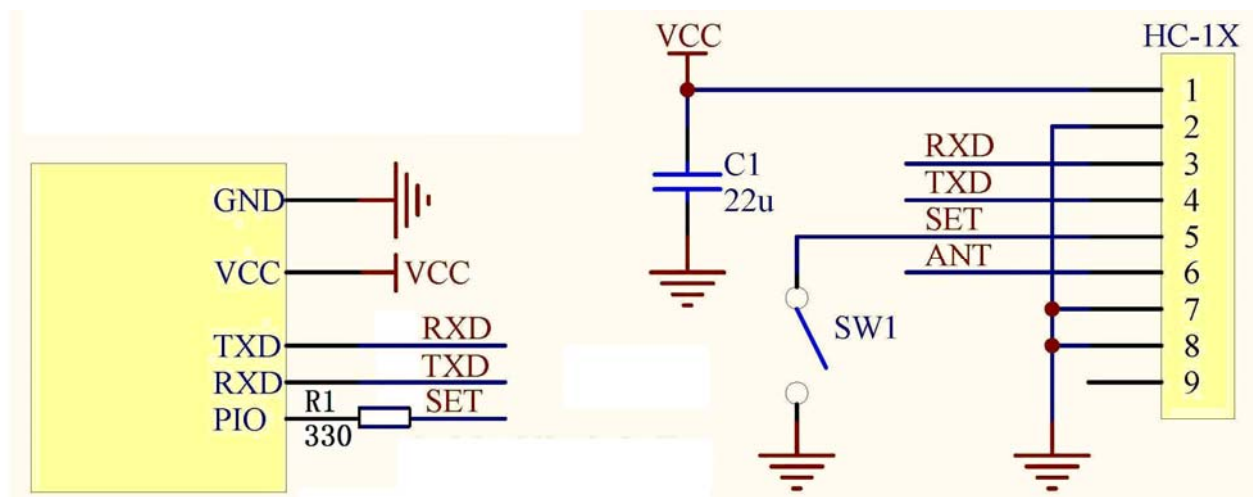 VCC
HC-1X
1
2
RXD
3
TXD
4
SET
5
ANT
6
7
8
9
C1
22u
SW1
GND
VCC
VCC
TXD
RXD
RXD
TXD
PIO
R1
330
SET